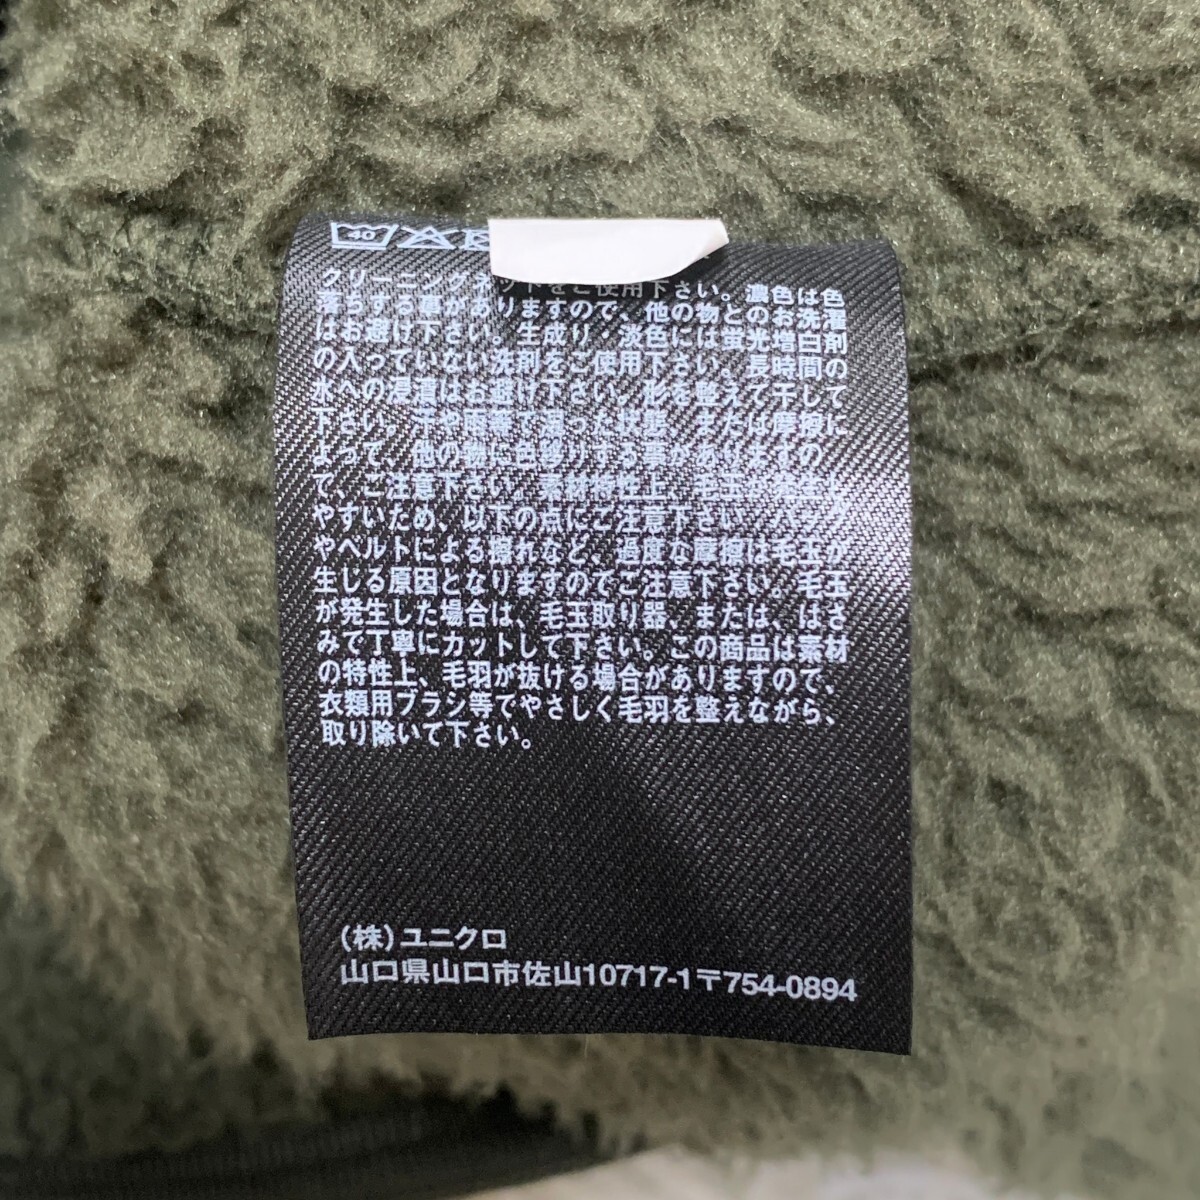 40
クリーニングネットをご使用下さい。濃色は色
落ちする事がありますので、他の物とのお洗濯
はお避け下さい。生成り・淡色には蛍光増白剤
の入っていない洗剤をご使用下さい。長時間の
水への浸漬はお避け下さい。形を整えて干して
下さい。汗や雨等で湿った状態、または摩擦に
よって、他の物に色移りする事がありますの
で、ご注意下さい。素材特性上、毛玉が発生し
やすいため、以下の点にご注意下さい。バッグ
やベルトによる擦れなど、過度な摩擦は毛玉が
生じる原因となりますのでご注意下さい。毛玉
が発生した場合は、毛玉取り器、または、はさ
みで丁寧にカットして下さい。この商品は素材
の特性上、毛羽が抜ける場合がありますので、
衣類用ブラシ等でやさしく毛羽を整えながら、
取り除いて下さい。
(株)ユニクロ
山口県山口市佐山10717-1〒754-0894